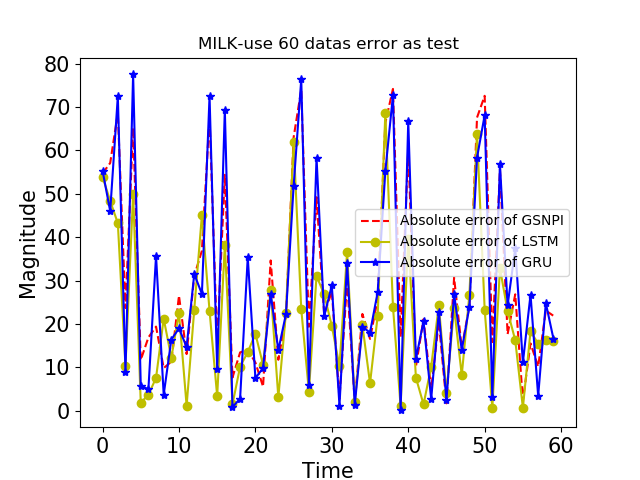 MILK-use 60 datas error as test
80
70
60
50
40
30
20
10
0
Magnitude
Absolute error of GSNPI
Absolute error of LSTM
Absolute error of GRU
0 10 20 30 40 50 60
Time